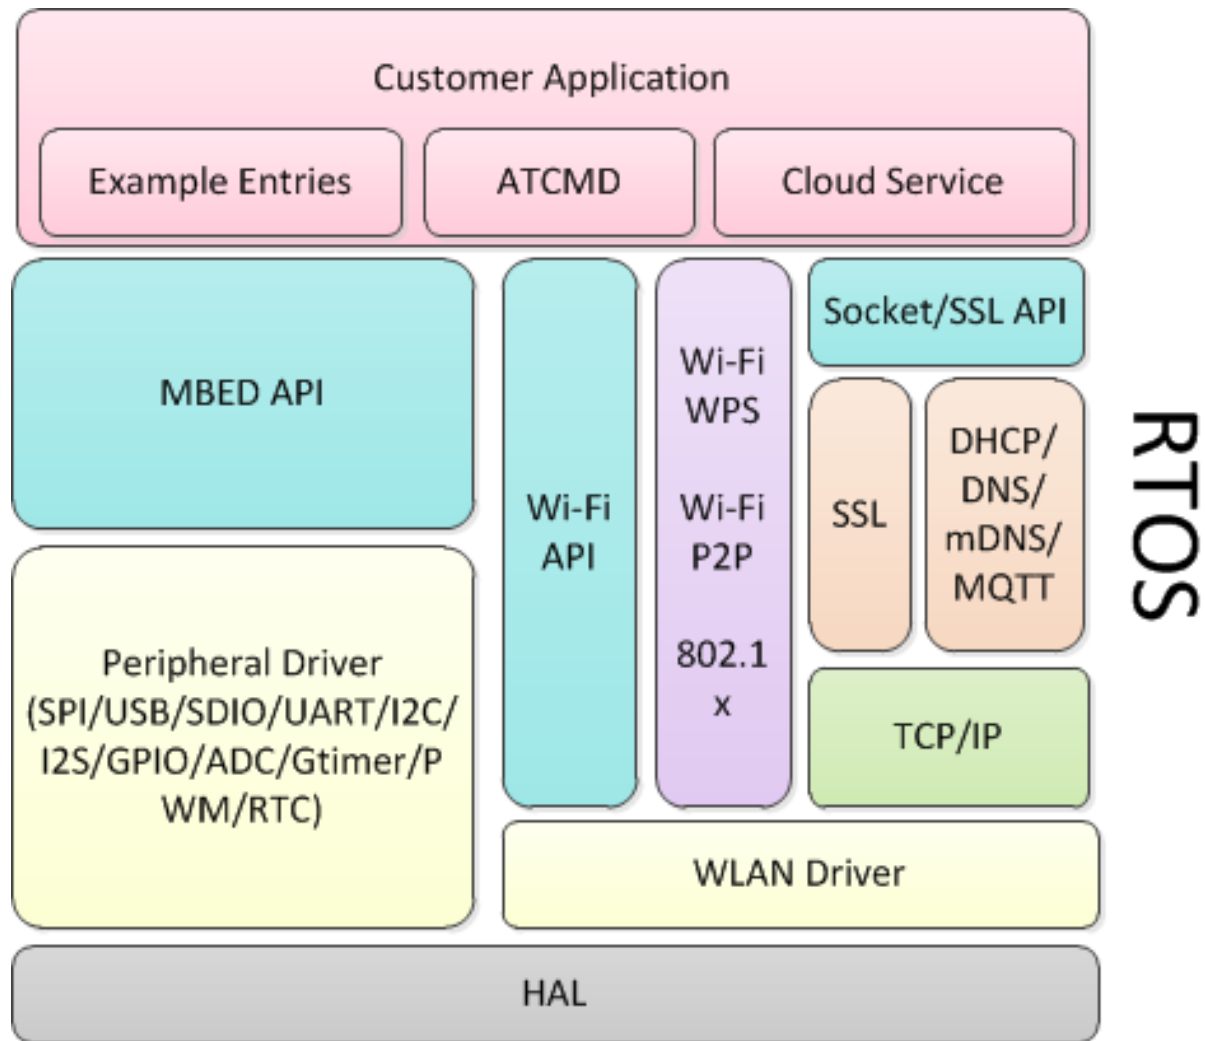 Customer Application
Example Entries
ATCMD
Cloud Service
MBED API
Wi-Fi
API
Wi-Fi
WPS
Wi-Fi
P2P
802.1
x
Socket/SSL API
SSL
DHCP/
DNS/
mDNS/
MQTT
TCP/IP
Peripheral Driver
(SPI/USB/SDIO/UART/I2C/
I2S/GPIO/ADC/Gtimer/P
WM/RTC)
WLAN Driver
HAL
RTOS